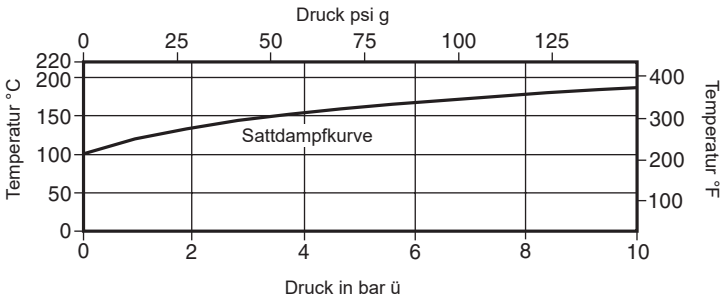 Druck psi g
0 25 50 75 100 125
220
200
150
100
50
0
Temperatur °C
Sattdampfkurve
400
300
200
100
Temperatur °F
0 2 4 6 8 10
Druck in bar ü